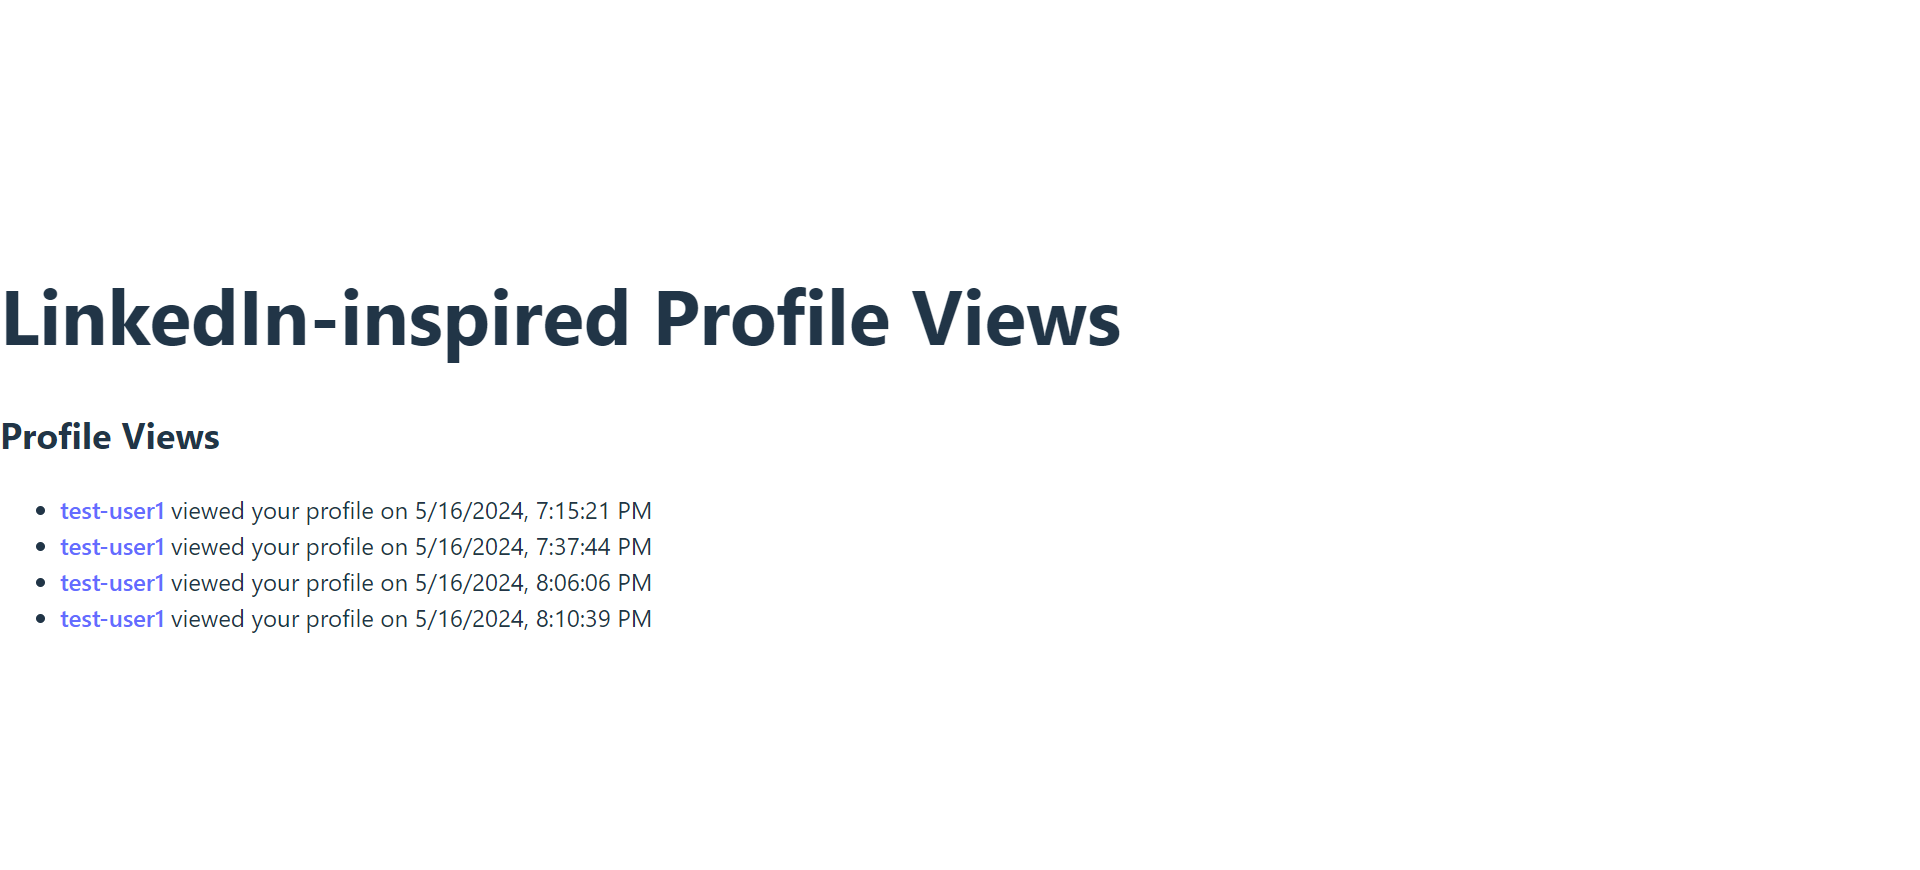 LinkedIn-inspired Profile Views
Profile Views
test-user1 viewed your profile on 5/16/2024, 7:15:21 PM
test-user1 viewed your profile on 5/16/2024, 7:37:44 PM
test-user1 viewed your profile on 5/16/2024, 8:06:06 PM
test-user1 viewed your profile on 5/16/2024, 8:10:39 PM